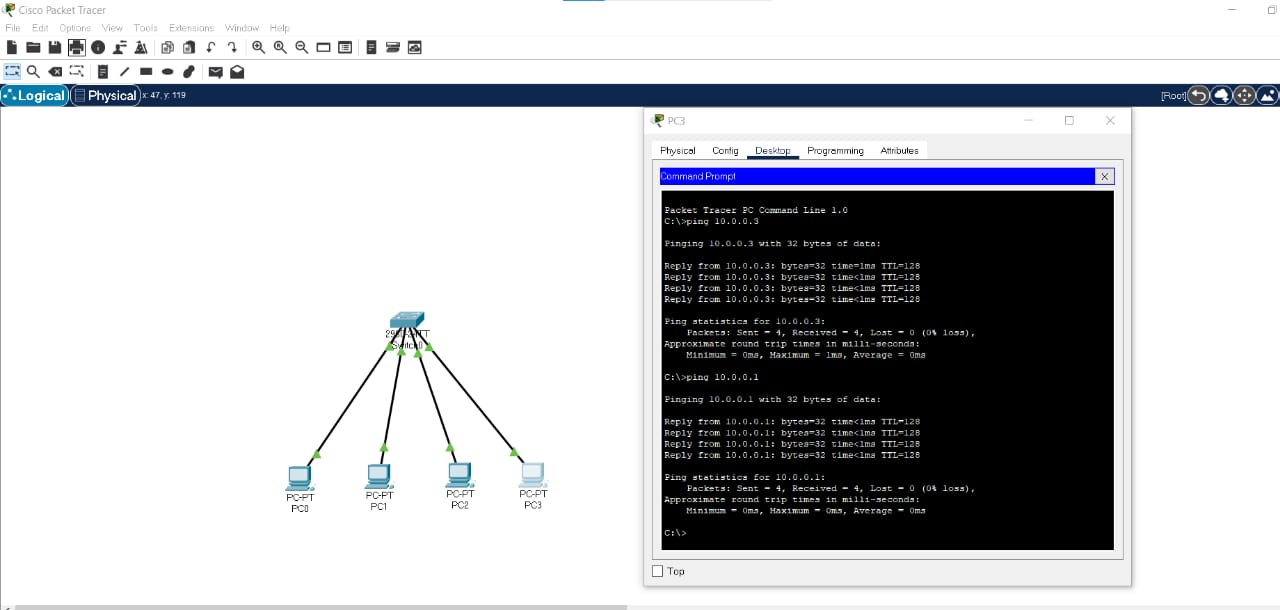 Cisco Packet Tracer
File Edit Options View Tools Extensions Window Help
Logical Physical x: 47, y: 119 [Root]
PC3
Physical Config Desktop Programming Attributes
Command Prompt X
Packet Tracer PC Command Line 1.0
C:\>ping 10.0.0.3
Pinging 10.0.0.3 with 32 bytes of data:
Reply from 10.0.0.3: bytes=32 time=1ms TTL=128
Reply from 10.0.0.3: bytes=32 time<1ms TTL=128
Reply from 10.0.0.3: bytes=32 time<1ms TTL=128
Reply from 10.0.0.3: bytes=32 time<1ms TTL=128
Ping statistics for 10.0.0.3:
Packets: Sent = 4, Received = 4, Lost = 0 (0% loss),
Approximate round trip times in milli-seconds:
Minimum = 0ms, Maximum = 1ms, Average = 0ms
C:\>ping 10.0.0.1
Pinging 10.0.0.1 with 32 bytes of data:
Reply from 10.0.0.1: bytes=32 time<1ms TTL=128
Reply from 10.0.0.1: bytes=32 time<1ms TTL=128
Reply from 10.0.0.1: bytes=32 time<1ms TTL=128
Reply from 10.0.0.1: bytes=32 time<1ms TTL=128
Ping statistics for 10.0.0.1:
Packets: Sent = 4, Received = 4, Lost = 0 (0% loss),
Approximate round trip times in milli-seconds:
Minimum = 0ms, Maximum = 0ms, Average = 0ms
C:\>
Top
Switch0
PC-PT PC-PT PC-PT PC-PT
PC0 PC1 PC2 PC3